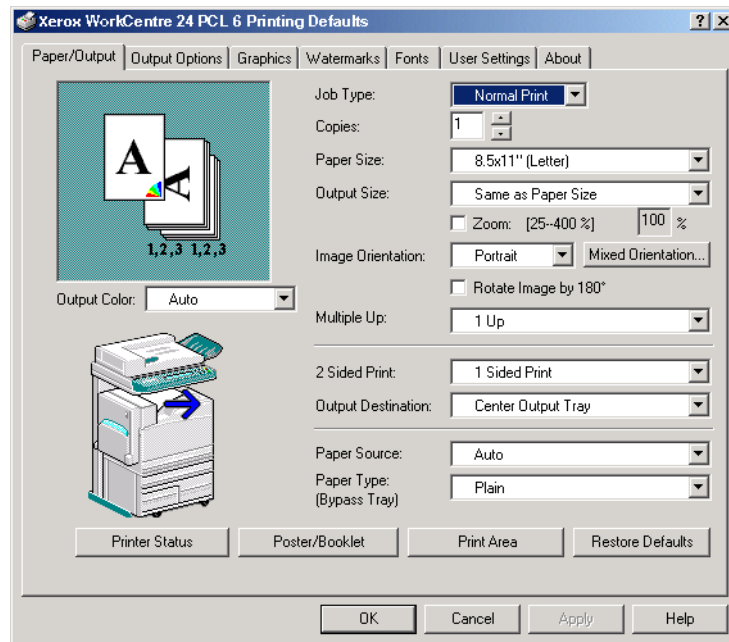 Xerox WorkCentre 24 PCL 6 Printing Defaults
Paper/Output Output Options Graphics Watermarks Fonts User Settings About
A
A
1,2,3 1,2,3
Output Color: Auto
Job Type: Normal Print
Copies: 1
Paper Size: 8.5x11" (Letter)
Output Size: Same as Paper Size
Zoom: [25--400 %] 100 %
Image Orientation: Portrait Mixed Orientation...
Rotate Image by 180°
Multiple Up: 1 Up
2 Sided Print: 1 Sided Print
Output Destination: Center Output Tray
Paper Source: Auto
Paper Type: Plain
(Bypass Tray)
Printer Status Poster/Booklet Print Area Restore Defaults
OK Cancel Apply Help